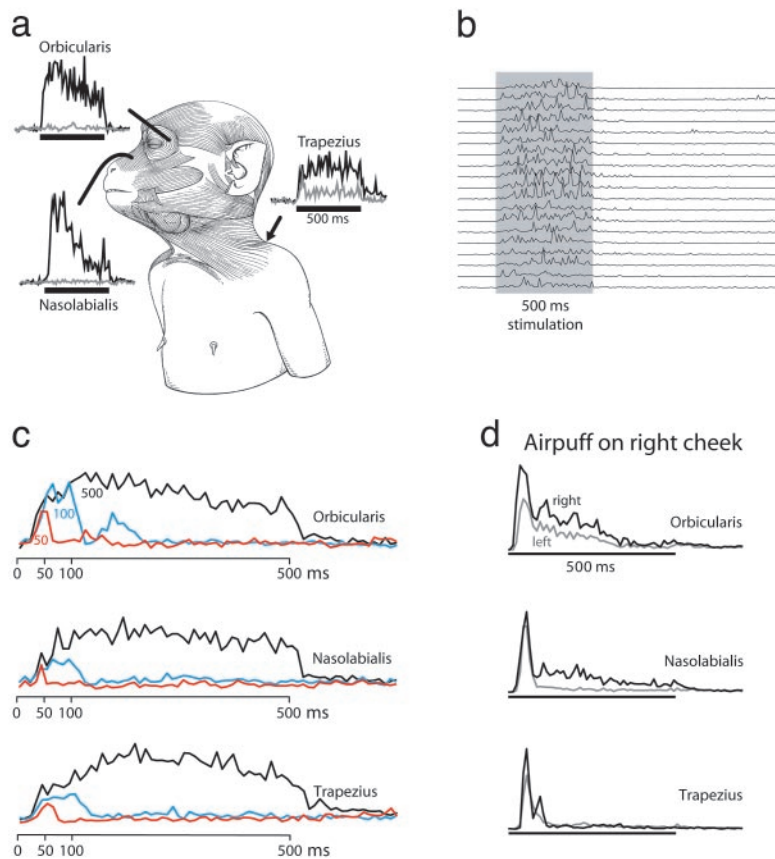 a
Orbicularis
Trapezius
500 ms
Nasolabialis
b
500 ms
stimulation
c
500
100
50
Orbicularis
0 50 100 500 ms
Nasolabialis
0 50 100 500 ms
Trapezius
0 50 100 500 ms
d
Airpuff on right cheek
right
left
Orbicularis
500 ms
Nasolabialis
Trapezius